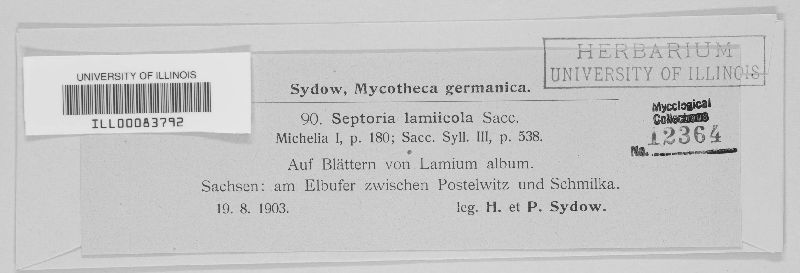 HERBARIUM
UNIVERSITY OF ILLINOIS
UNIVERSITY OF ILLINOIS
ILL00083792
Sydow, Mycotheca germanica.
90. Septoria lamiicola Sacc.
Michelia I, p. 180; Sacc. Syll. III, p. 538.
Mycological
Collections
No. 12364
Auf Blättern von Lamium album.
Sachsen: am Elbufer zwischen Postelwitz und Schmilka.
19. 8. 1903. leg. H. et P. Sydow.